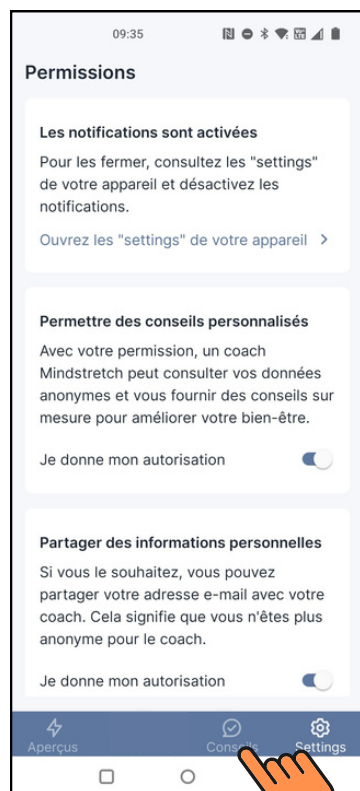 09:35
Permissions
Les notifications sont activées
Pour les fermer, consultez les "settings"
de votre appareil et désactivez les
notifications.
Ouvrez les "settings" de votre appareil >
Permettre des conseils personnalisés
Avec votre permission, un coach
Mindstretch peut consulter vos données
anonymes et vous fournir des conseils sur
mesure pour améliorer votre bien-être.
Je donne mon autorisation
Partager des informations personnelles
Si vous le souhaitez, vous pouvez
partager votre adresse e-mail avec votre
coach. Cela signifie que vous n'êtes plus
anonyme pour le coach.
Je donne mon autorisation
Aperçus Conseils Settings